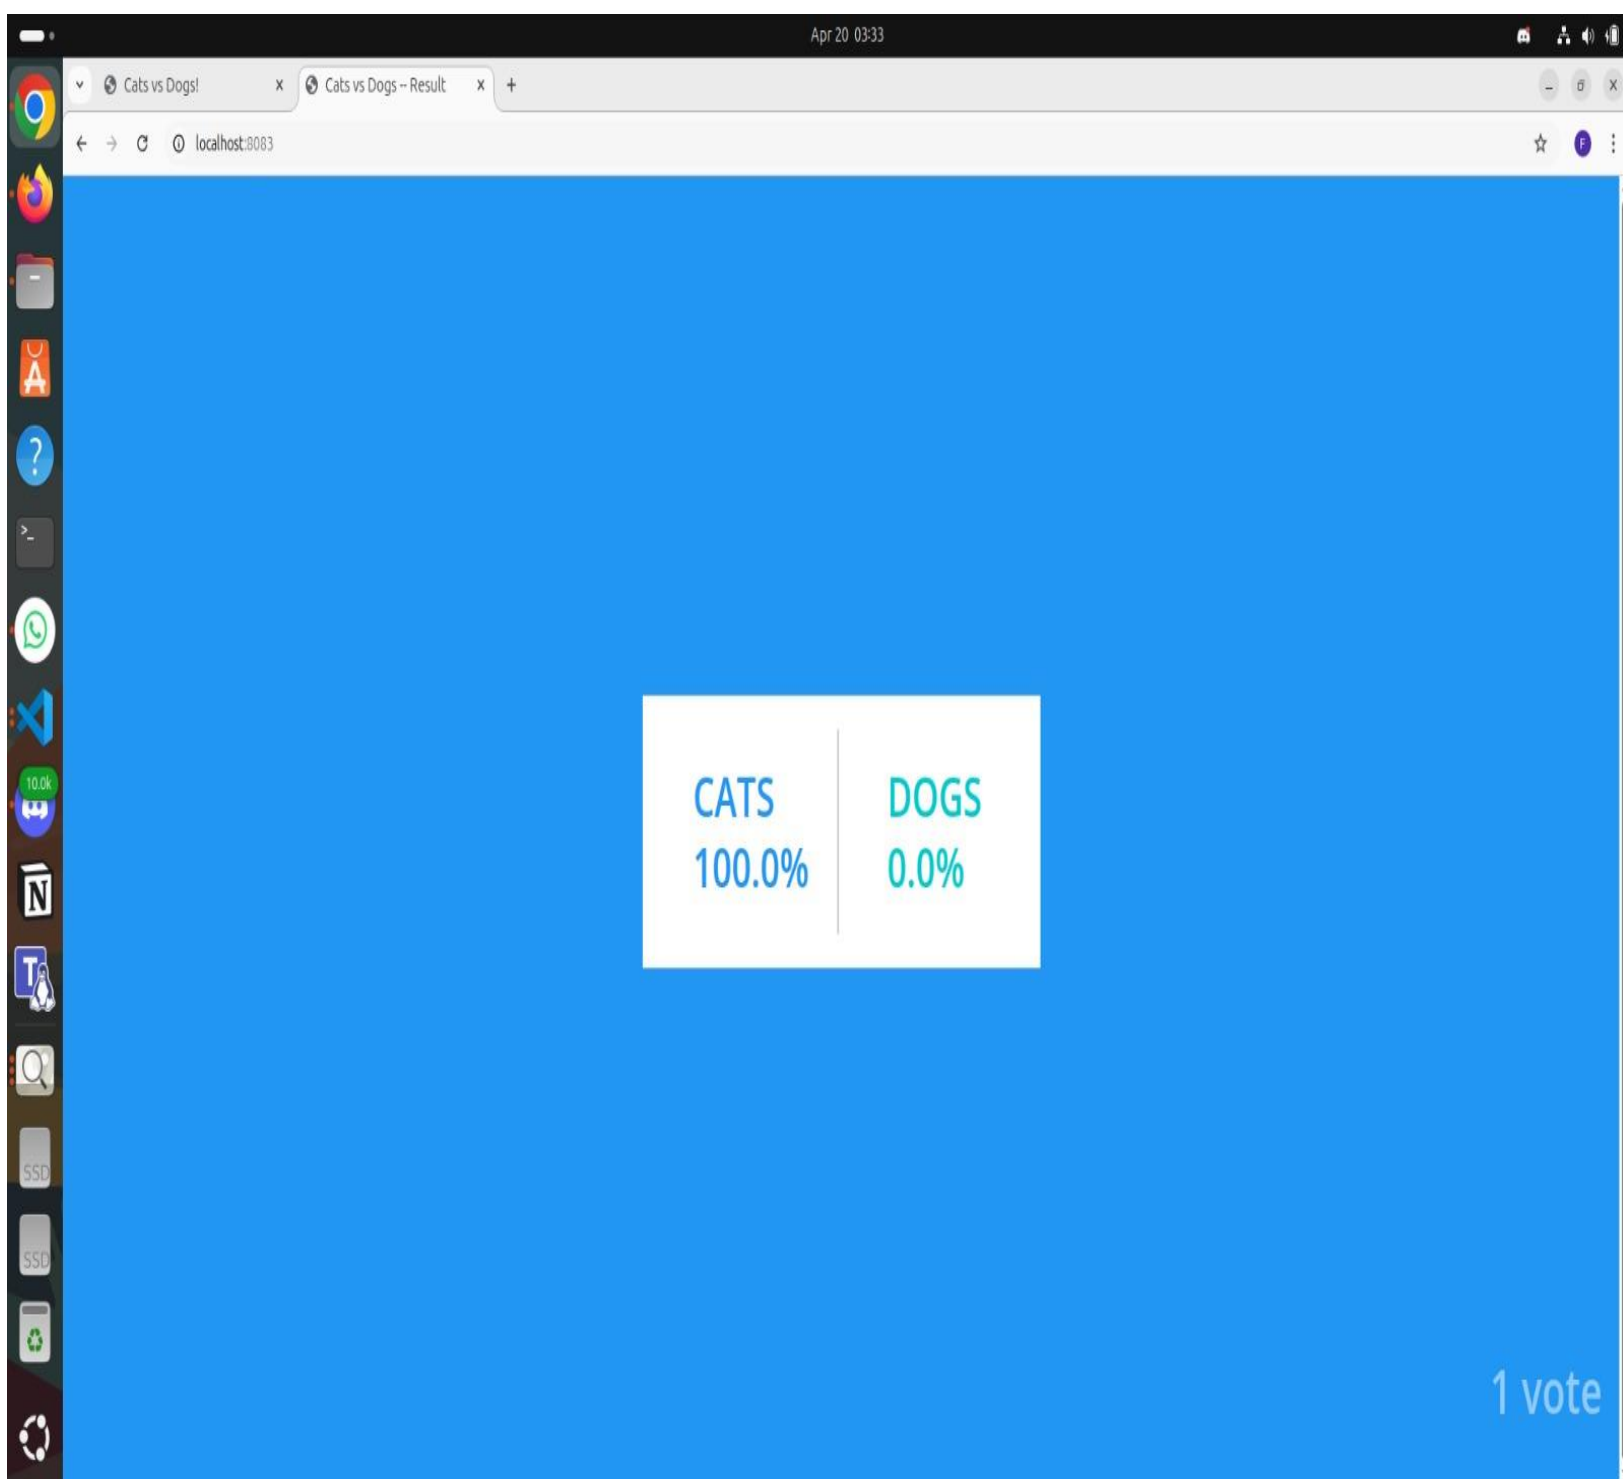 Apr 20 03:33
Cats vs Dogs!
Cats vs Dogs -- Result
localhost:8083
F
?
>_
10.0k
N
T
SSD
SSD
CATS
100.0%
DOGS
0.0%
1 vote